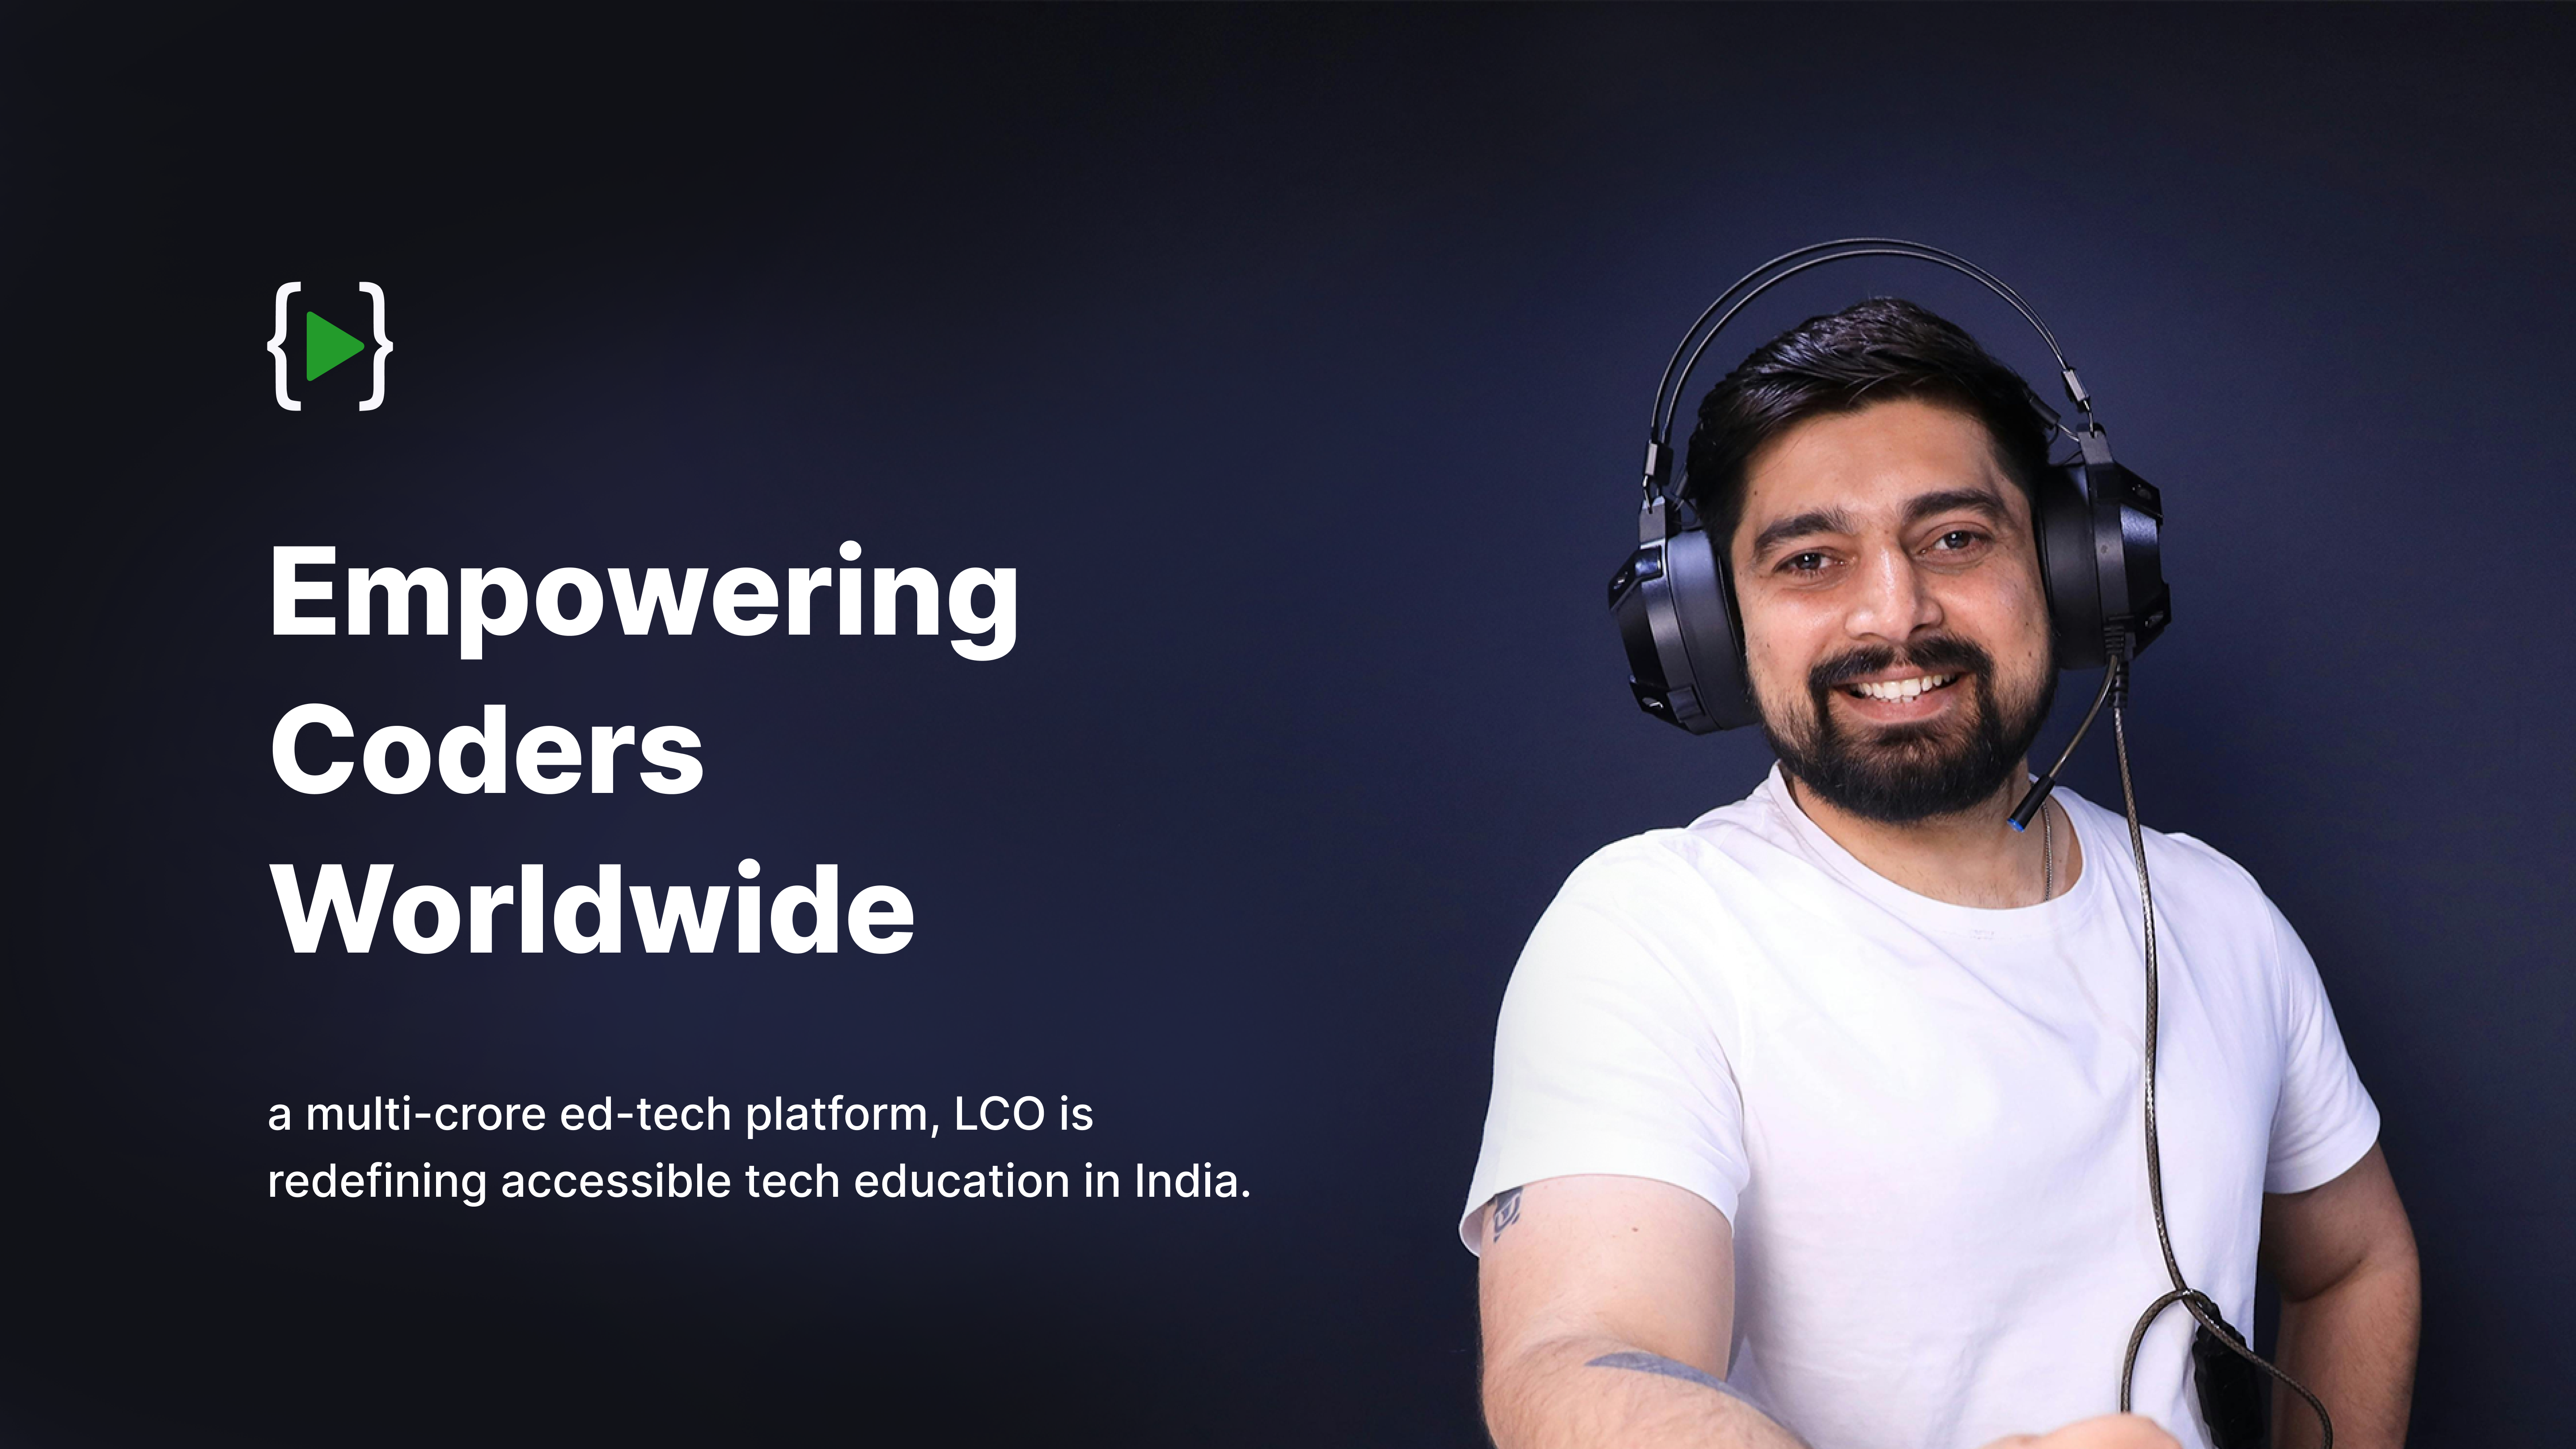 Empowering
Coders
Worldwide
a multi-crore ed-tech platform, LCO is
redefining accessible tech education in India.